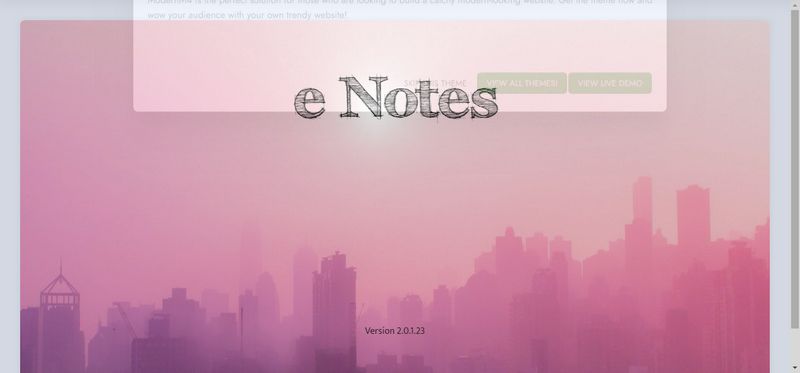 ModernM4 is the perfect solution for those who are looking to build a catchy modern-looking website. Get the theme now and
wow your audience with your own trendy website!
SKIP THIS THEME VIEW ALL THEMES! VIEW LIVE DEMO
e Notes
Version 2.0.1.23